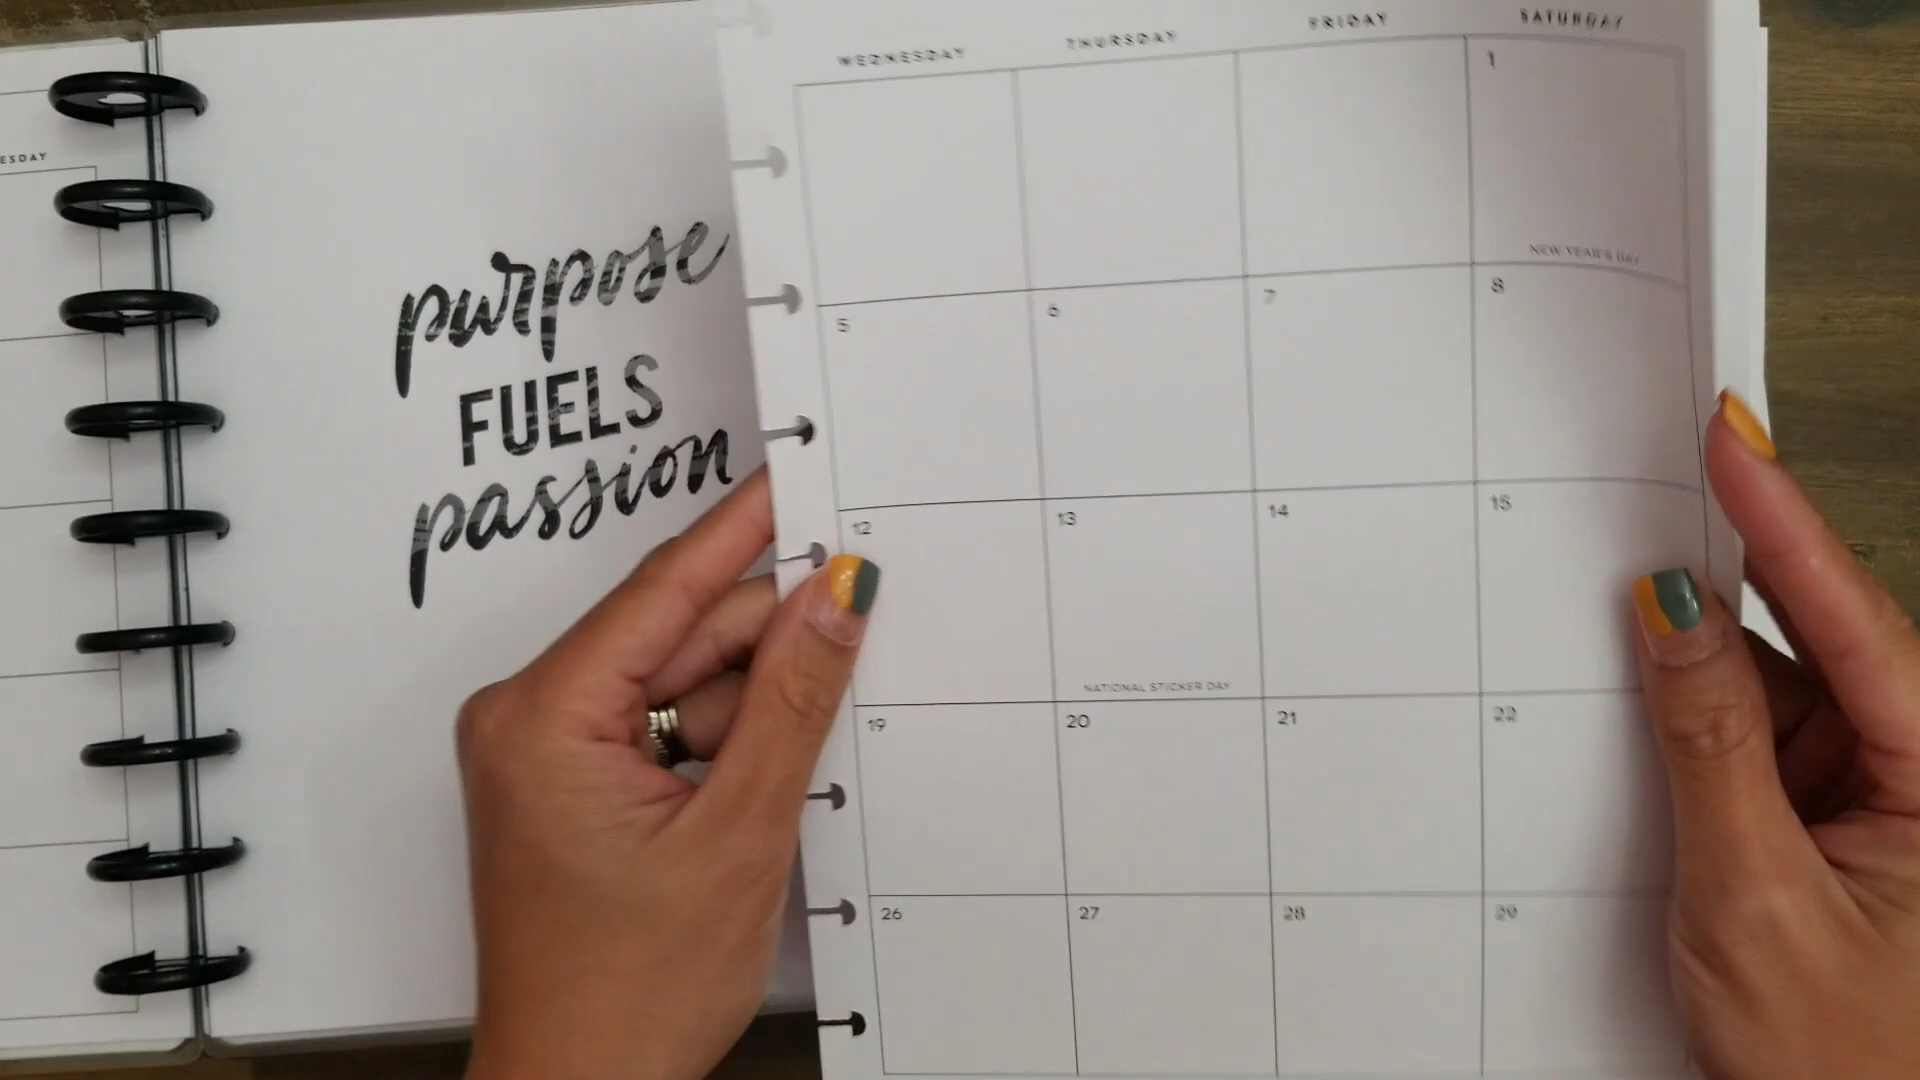 ESDAY
purpose
FUELS
passion
WEDNESDAY THURSDAY FRIDAY SATURDAY
1
NEW YEAR'S DAY
5 6 7 8
12 13 14 15
NATIONAL STICKER DAY
19 20 21 22
26 27 28 29